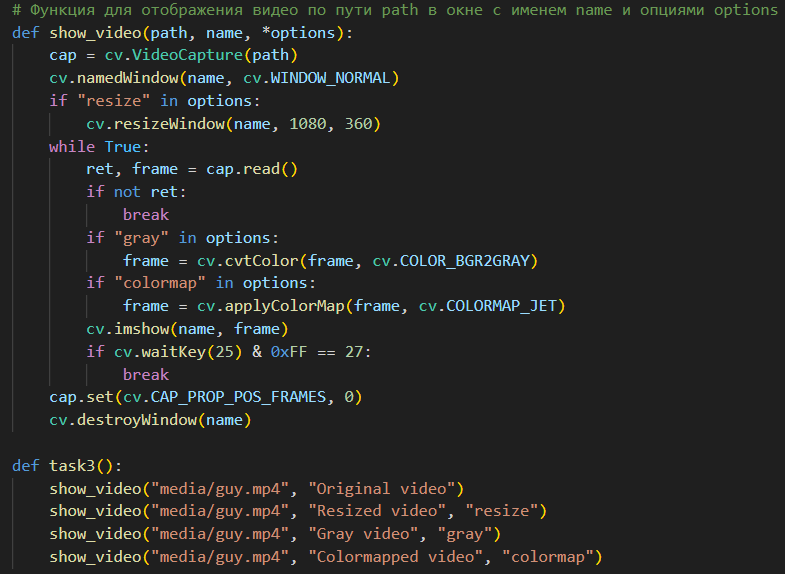 # Функция для отображения видео по пути path в окне с именем name и опциями options
def show_video(path, name, *options):
    cap = cv.VideoCapture(path)
    cv.namedWindow(name, cv.WINDOW_NORMAL)
    if "resize" in options:
        cv.resizeWindow(name, 1080, 360)
    while True:
        ret, frame = cap.read()
        if not ret:
            break
        if "gray" in options:
            frame = cv.cvtColor(frame, cv.COLOR_BGR2GRAY)
        if "colormap" in options:
            frame = cv.applyColorMap(frame, cv.COLORMAP_JET)
        cv.imshow(name, frame)
        if cv.waitKey(25) & 0xFF == 27:
            break
    cap.set(cv.CAP_PROP_POS_FRAMES, 0)
    cv.destroyWindow(name)

def task3():
    show_video("media/guy.mp4", "Original video")
    show_video("media/guy.mp4", "Resized video", "resize")
    show_video("media/guy.mp4", "Gray video", "gray")
    show_video("media/guy.mp4", "Colormapped video", "colormap")